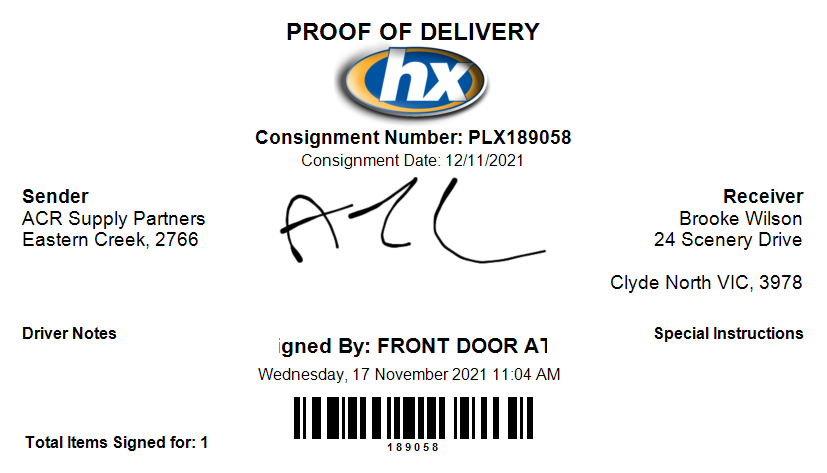 PROOF OF DELIVERY
hx
Consignment Number: PLX189058
Consignment Date: 12/11/2021
Sender
ACR Supply Partners
Eastern Creek, 2766
Receiver
Brooke Wilson
24 Scenery Drive
Clyde North VIC, 3978
Driver Notes
Special Instructions
igned By: FRONT DOOR AT
Wednesday, 17 November 2021 11:04 AM
189058
Total Items Signed for: 1